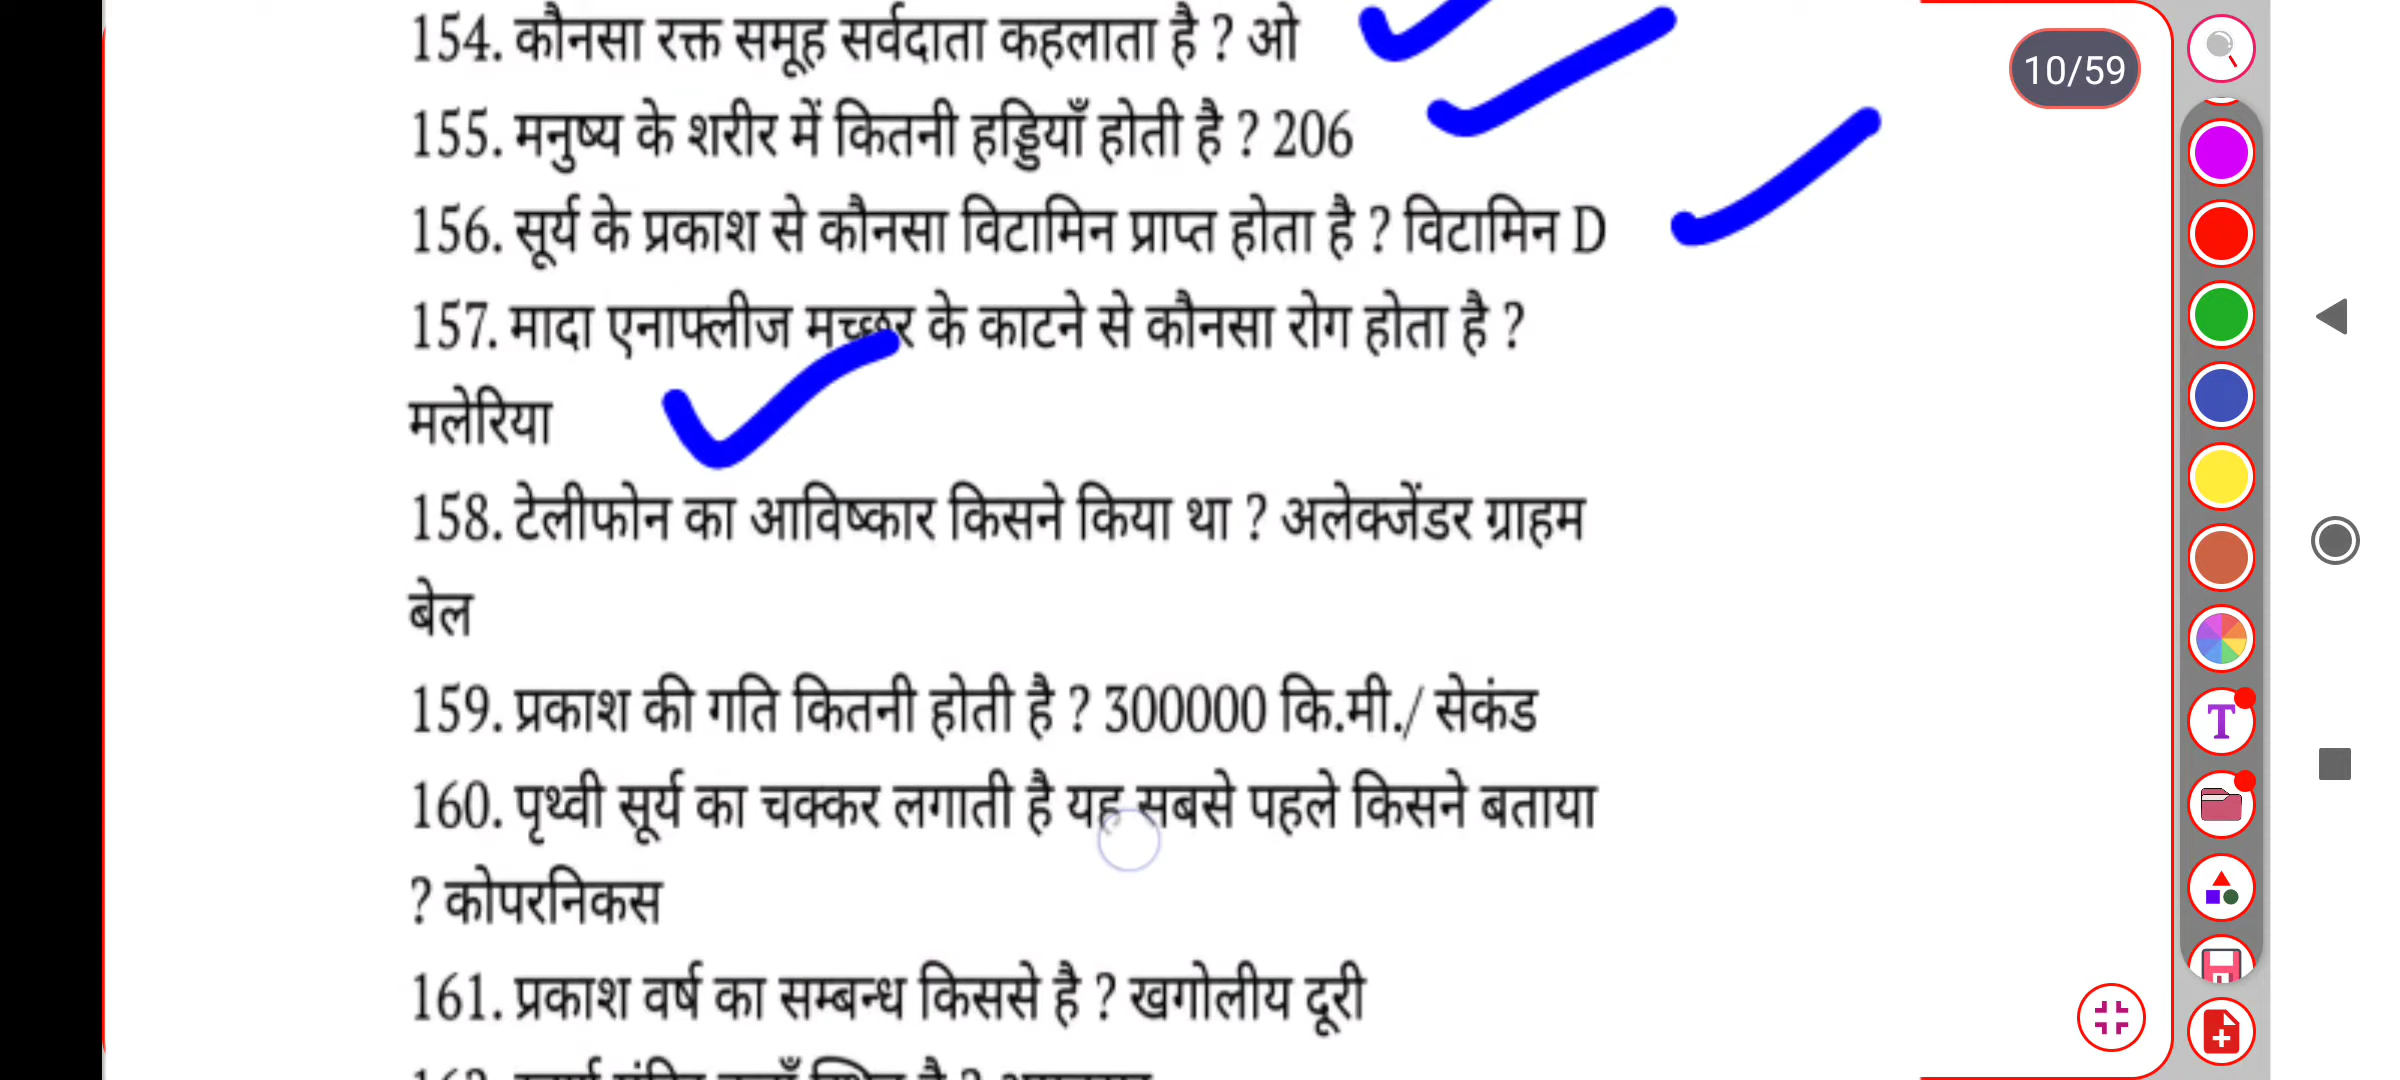 154. कौनसा रक्त समूह सर्वदाता कहलाता है ? ओ
10/59
155. मनुष्य के शरीर में कितनी हड्डियाँ होती है ? 206
156. सूर्य के प्रकाश से कौनसा विटामिन प्राप्त होता है ? विटामिन D
157. मादा एनाफ्लीज मच्छर के काटने से कौनसा रोग होता है ?
मलेरिया
158. टेलीफोन का आविष्कार किसने किया था ? अलेक्जेंडर ग्राहम
बेल
159. प्रकाश की गति कितनी होती है ? 300000 कि.मी./ सेकंड
T
160. पृथ्वी सूर्य का चक्कर लगाती है यह सबसे पहले किसने बताया
? कोपरनिकस
161. प्रकाश वर्ष का सम्बन्ध किससे है ? खगोलीय दूरी